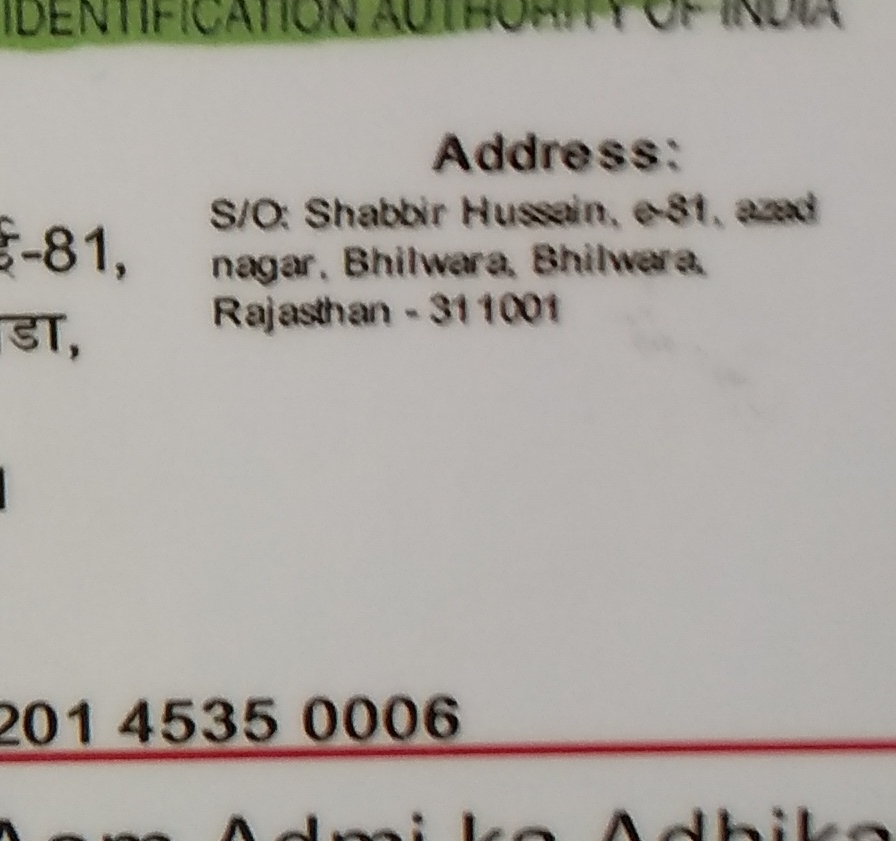 IDENTIFICATION AUTHORITY OF INDIA
Address:
S/O: Shabbir Hussain, e-81, azad
nagar, Bhilwara, Bhilwara,
Rajasthan - 311001
ई-81,
ाडा,
201 4535 0006
Aam Admi ka Adhika